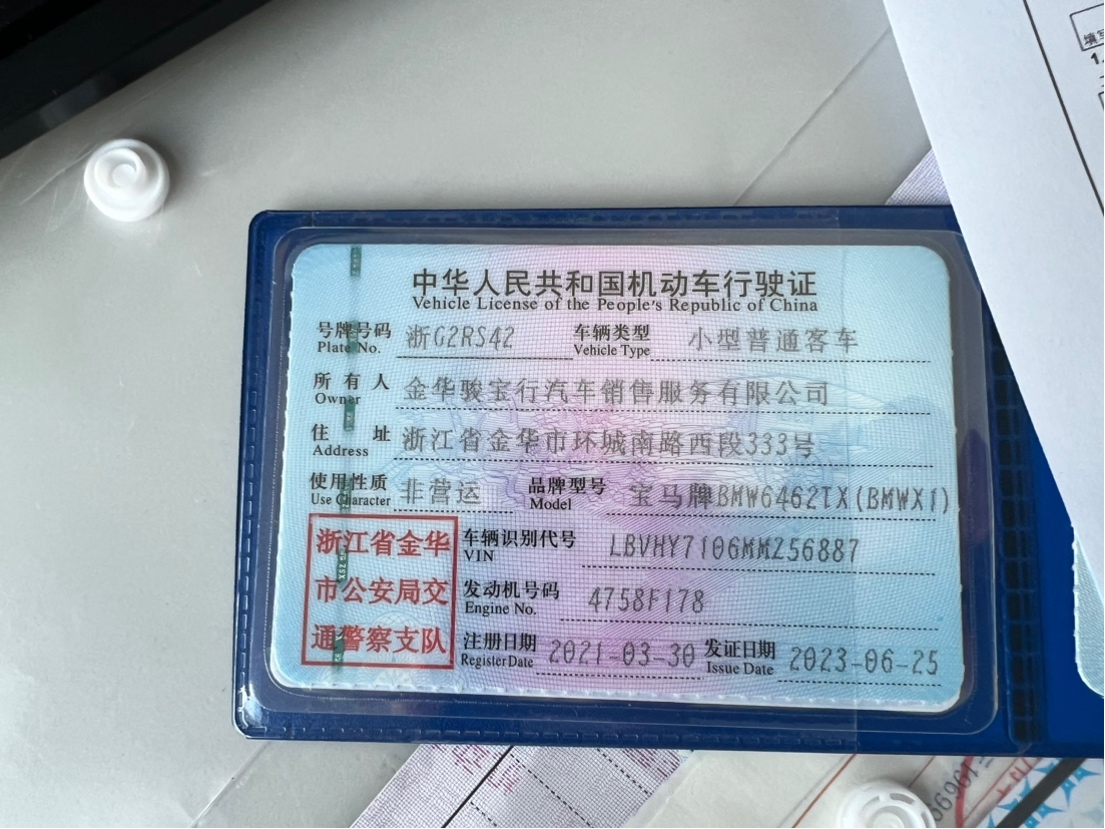 中华人民共和国机动车行驶证
Vehicle License of the People's Republic of China
号牌号码 浙G2RS42 车辆类型 小型普通客车
Plate No. Vehicle Type
所有人 金华骏宝行汽车销售服务有限公司
Owner
住址 浙江省金华市环城南路西段333号
Address
使用性质 非营运 品牌型号 宝马牌BMW6462TX(BMWX1)
Use Character Model
浙江省金华
市公安局交
通警察支队
车辆识别代号 LBVHY7106MMZ56887
VIN
发动机号码 4758F178
Engine No.
注册日期 2021-03-30 发证日期 2023-06-25
Register Date Issue Date
填写
1.